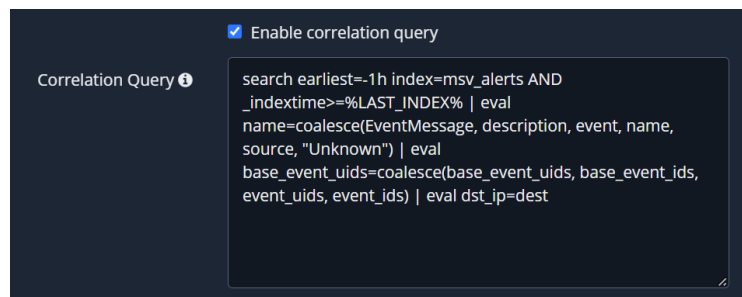 Enable correlation query
Correlation Query
search earliest=-1h index=msv_alerts AND
_indextime>=%LAST_INDEX% | eval
name=coalesce(EventMessage, description, event, name,
source, "Unknown") | eval
base_event_uids=coalesce(base_event_uids, base_event_ids,
event_uids, event_ids) | eval dst_ip=dest